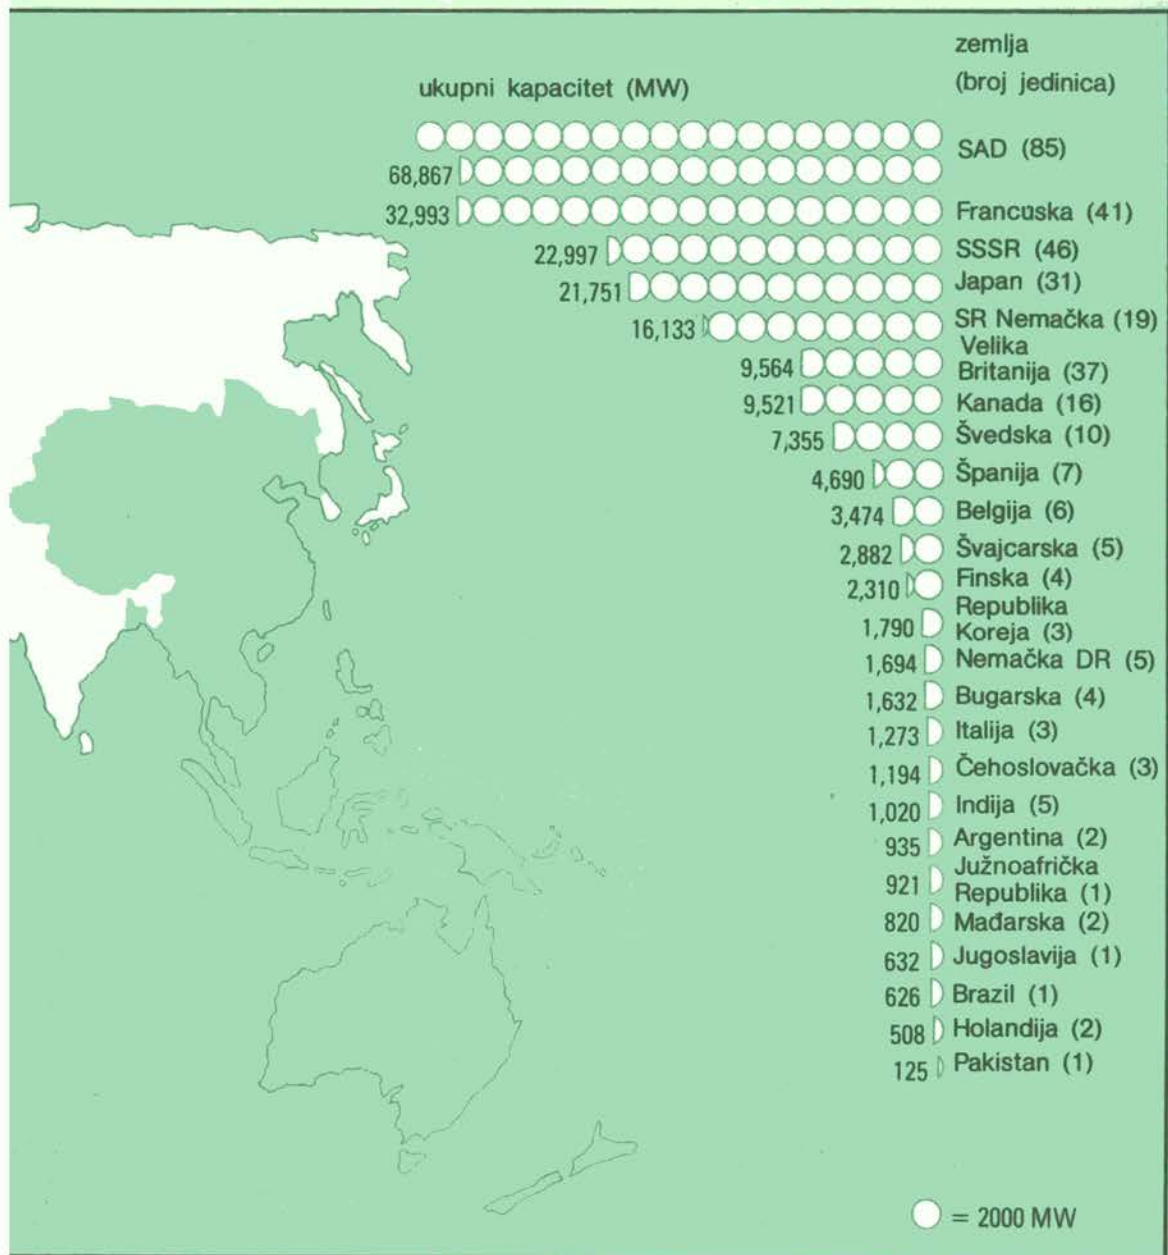 zemlja
(broj jedinica)
ukupni kapacitet (MW)
SAD (85)
68,867
32,993 Francuska (41)
22,997 SSSR (46)
21,751 Japan (31)
16,133 SR Nemačka (19)
Velika
9,564 Britanija (37)
9,521 Kanada (16)
7,355 Švedska (10)
4,690 Španija (7)
3,474 Belgija (6)
2,882 Švajcarska (5)
2,310 Finska (4)
Republika
1,790 Koreja (3)
1,694 Nemačka DR (5)
1,632 Bugarska (4)
1,273 Italija (3)
1,194 Čehoslovačka (3)
1,020 Indija (5)
935 Argentina (2)
Južnoafrička
921 Republika (1)
820 Mađarska (2)
632 Jugoslavija (1)
626 Brazil (1)
508 Holandija (2)
125 Pakistan (1)
= 2000 MW